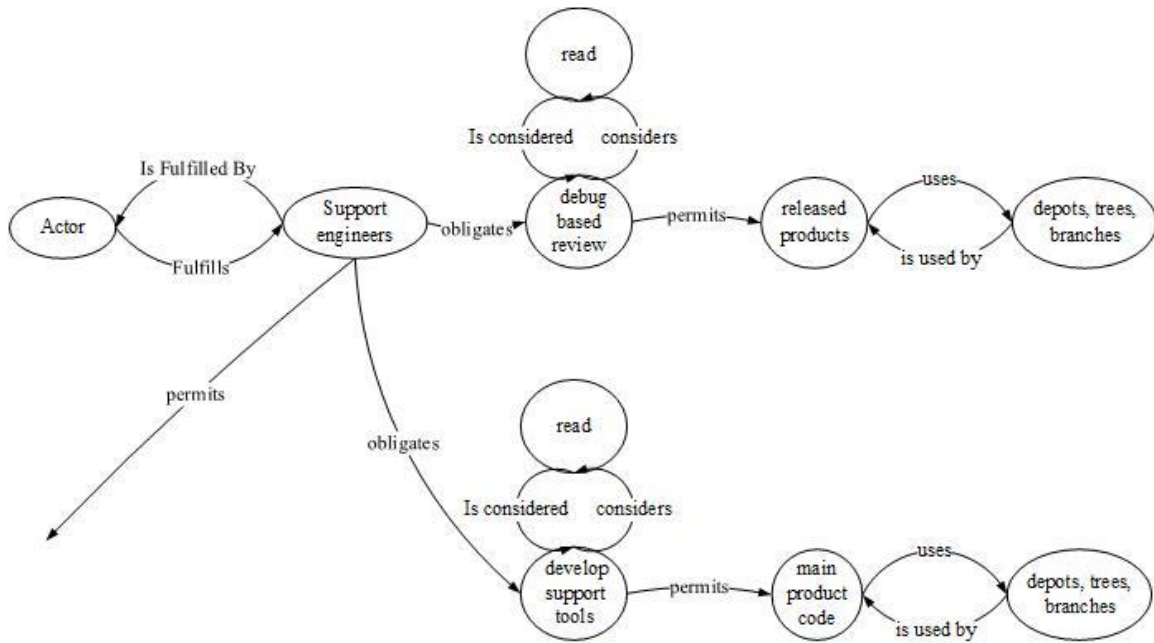 read
Is considered
considers
Is Fulfilled By
Actor
Fulfills
Support
engineers
obligates
debug
based
review
permits
released
products
uses
is used by
depots, trees,
branches
permits
obligates
read
Is considered
considers
develop
support
tools
permits
main
product
code
uses
is used by
depots, trees,
branches